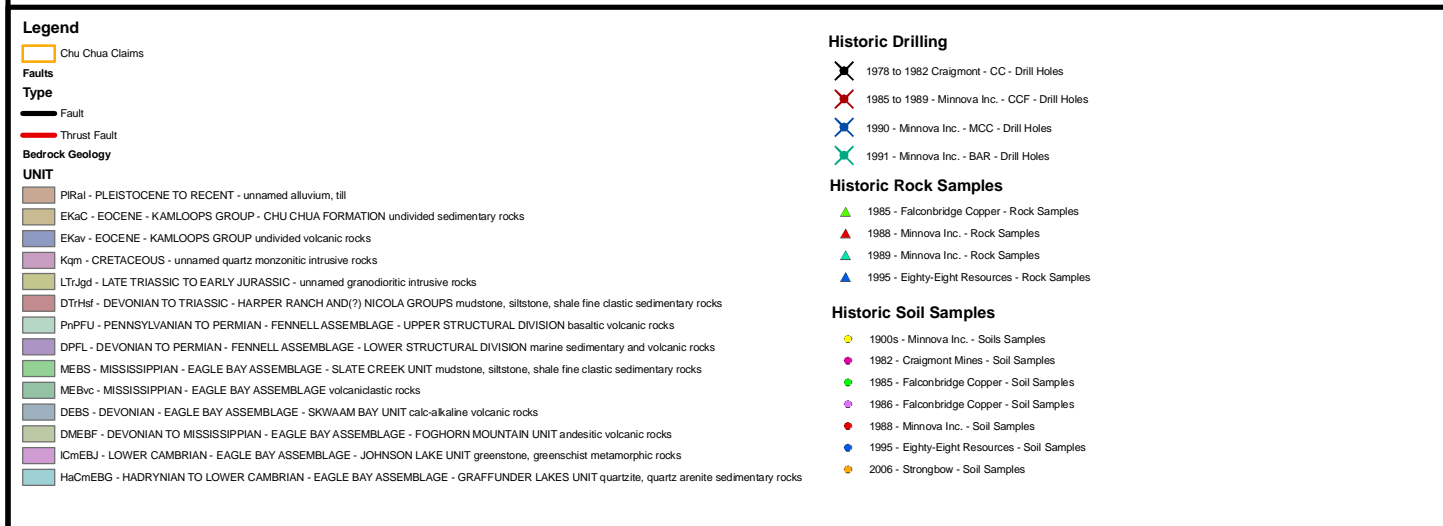 Legend
Chu Chua Claims
Faults
Type
Fault
Thrust Fault
Bedrock Geology
UNIT
PlRal - PLEISTOCENE TO RECENT - unnamed alluvium, till
EKaC - EOCENE - KAMLOOPS GROUP - CHU CHUA FORMATION undivided sedimentary rocks
EKav - EOCENE - KAMLOOPS GROUP undivided volcanic rocks
Kqm - CRETACEOUS - unnamed quartz monzonitic intrusive rocks
LTrJgd - LATE TRIASSIC TO EARLY JURASSIC - unnamed granodioritic intrusive rocks
DTrHsf - DEVONIAN TO TRIASSIC - HARPER RANCH AND(?) NICOLA GROUPS mudstone, siltstone, shale fine clastic sedimentary rocks
PnPFU - PENNSYLVANIAN TO PERMIAN - FENNELL ASSEMBLAGE - UPPER STRUCTURAL DIVISION basaltic volcanic rocks
DPFL - DEVONIAN TO PERMIAN - FENNELL ASSEMBLAGE - LOWER STRUCTURAL DIVISION marine sedimentary and volcanic rocks
MEBS - MISSISSIPPIAN - EAGLE BAY ASSEMBLAGE - SLATE CREEK UNIT mudstone, siltstone, shale fine clastic sedimentary rocks
MEBvc - MISSISSIPPIAN - EAGLE BAY ASSEMBLAGE volcaniclastic rocks
DEBS - DEVONIAN - EAGLE BAY ASSEMBLAGE - SKWAAM BAY UNIT calc-alkaline volcanic rocks
DMEBF - DEVONIAN TO MISSISSIPPIAN - EAGLE BAY ASSEMBLAGE - FOGHORN MOUNTAIN UNIT andesitic volcanic rocks
lCmEBJ - LOWER CAMBRIAN - EAGLE BAY ASSEMBLAGE - JOHNSON LAKE UNIT greenstone, greenschist metamorphic rocks
HaCmEBG - HADRYNIAN TO LOWER CAMBRIAN - EAGLE BAY ASSEMBLAGE - GRAFFUNDER LAKES UNIT quartzite, quartz arenite sedimentary rocks
Historic Drilling
1978 to 1982 Craigmont - CC - Drill Holes
1985 to 1989 - Minnova Inc. - CCF - Drill Holes
1990 - Minnova Inc. - MCC - Drill Holes
1991 - Minnova Inc. - BAR - Drill Holes
Historic Rock Samples
1985 - Falconbridge Copper - Rock Samples
1988 - Minnova Inc. - Rock Samples
1989 - Minnova Inc. - Rock Samples
1995 - Eighty-Eight Resources - Rock Samples
Historic Soil Samples
1900s - Minnova Inc. - Soils Samples
1982 - Craigmont Mines - Soil Samples
1985 - Falconbridge Copper - Soil Samples
1986 - Falconbridge Copper - Soil Samples
1988 - Minnova Inc. - Soil Samples
1995 - Eighty-Eight Resources - Soil Samples
2006 - Strongbow - Soil Samples